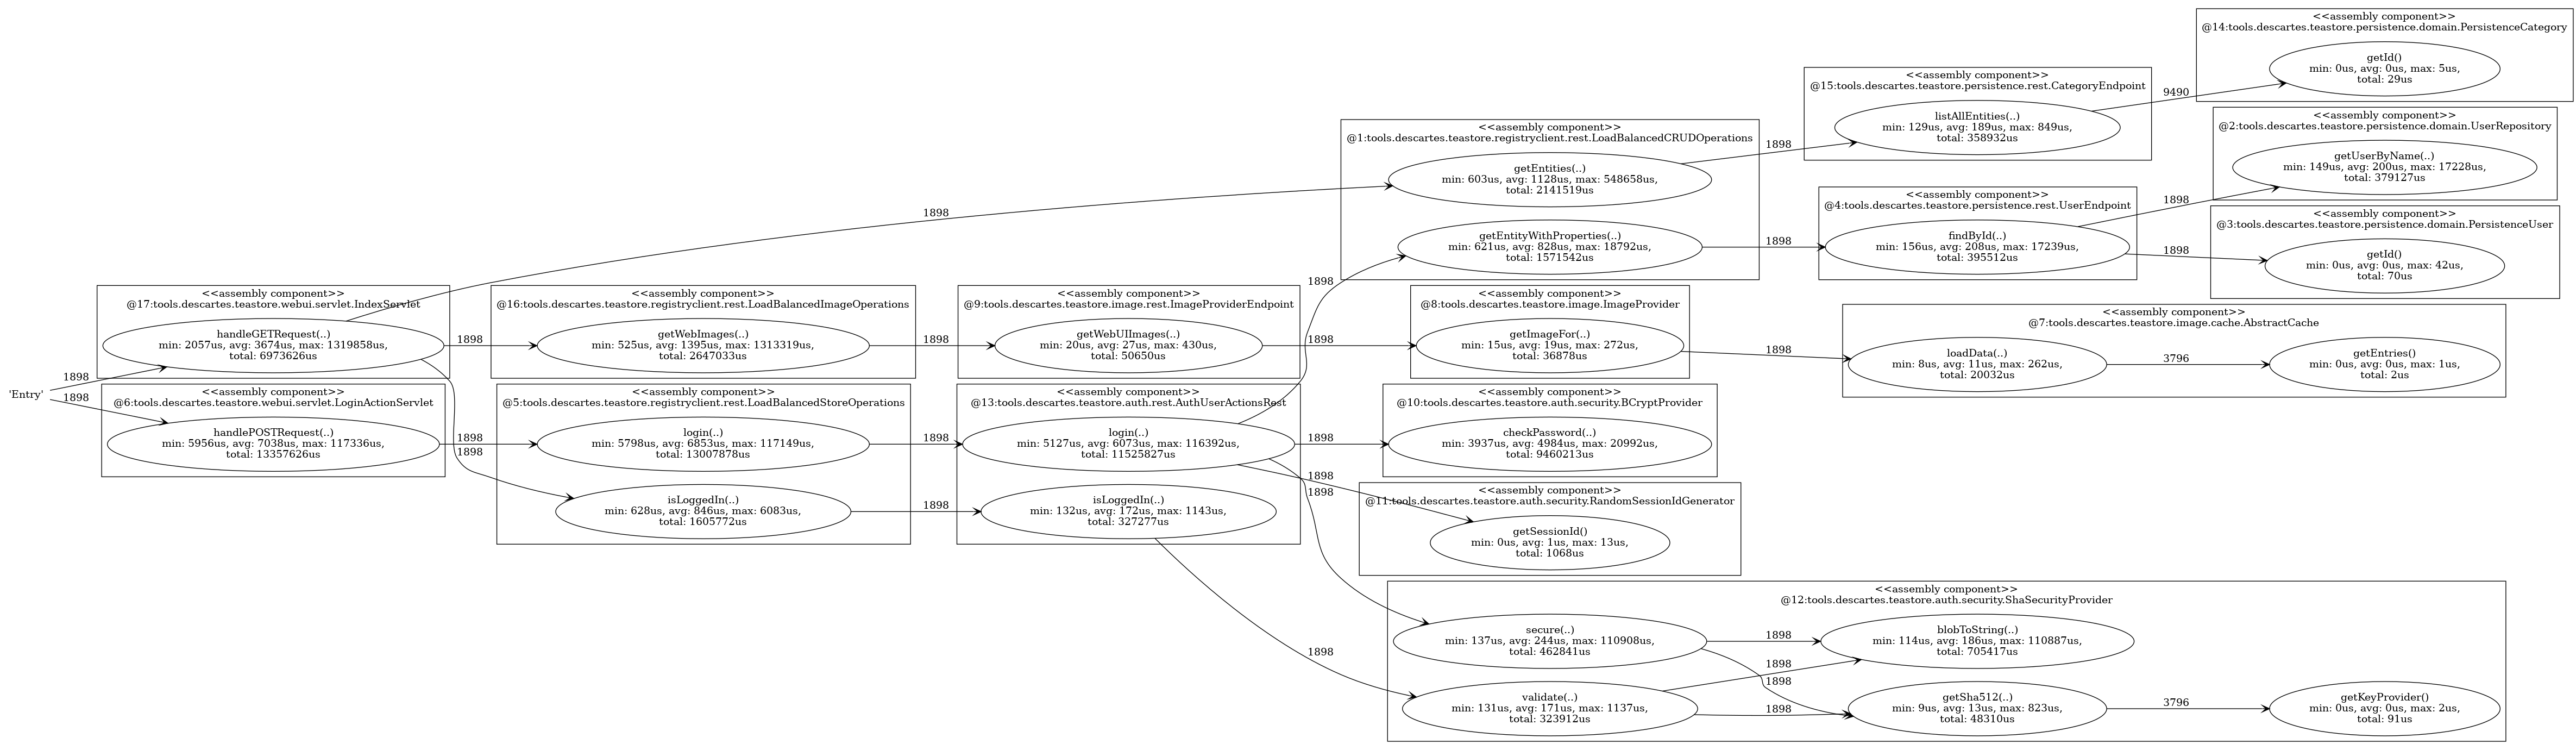 'Entry'
1898
1898
<<assembly component>>
@17:tools.descartes.teastore.webui.servlet.IndexServlet
handleGETRequest(..)
min: 2057us, avg: 3674us, max: 1319858us,
total: 6973626us
<<assembly component>>
@6:tools.descartes.teastore.webui.servlet.LoginActionServlet
handlePOSTRequest(..)
min: 5956us, avg: 7038us, max: 117336us,
total: 13357626us
1898
1898
1898
1898
<<assembly component>>
@16:tools.descartes.teastore.registryclient.rest.LoadBalancedImageOperations
getWebImages(..)
min: 525us, avg: 1395us, max: 1313319us,
total: 2647033us
<<assembly component>>
@5:tools.descartes.teastore.registryclient.rest.LoadBalancedStoreOperations
login(..)
min: 5798us, avg: 6853us, max: 117149us,
total: 13007878us
isLoggedIn(..)
min: 628us, avg: 846us, max: 6083us,
total: 1605772us
1898
1898
1898
<<assembly component>>
@9:tools.descartes.teastore.image.rest.ImageProviderEndpoint
getWebUIImages(..)
min: 20us, avg: 27us, max: 430us,
total: 50650us
<<assembly component>>
@13:tools.descartes.teastore.auth.rest.AuthUserActionsRest
login(..)
min: 5127us, avg: 6073us, max: 116392us,
total: 11525827us
isLoggedIn(..)
min: 132us, avg: 172us, max: 1143us,
total: 327277us
1898
1898
1898
1898
1898
1898
<<assembly component>>
@1:tools.descartes.teastore.registryclient.rest.LoadBalancedCRUDOperations
getEntities(..)
min: 603us, avg: 1128us, max: 548658us,
total: 2141519us
getEntityWithProperties(..)
min: 621us, avg: 828us, max: 18792us,
total: 1571542us
<<assembly component>>
@8:tools.descartes.teastore.image.ImageProvider
getImageFor(..)
min: 15us, avg: 19us, max: 272us,
total: 36878us
<<assembly component>>
@10:tools.descartes.teastore.auth.security.BCryptProvider
checkPassword(..)
min: 3937us, avg: 4984us, max: 20992us,
total: 9460213us
<<assembly component>>
@11:tools.descartes.teastore.auth.security.RandomSessionIdGenerator
getSessionId()
min: 0us, avg: 1us, max: 13us,
total: 1068us
<<assembly component>>
@12:tools.descartes.teastore.auth.security.ShaSecurityProvider
secure(..)
min: 137us, avg: 244us, max: 110908us,
total: 462841us
validate(..)
min: 131us, avg: 171us, max: 1137us,
total: 323912us
1898
1898
1898
1898
1898
1898
1898
<<assembly component>>
@15:tools.descartes.teastore.persistence.rest.CategoryEndpoint
listAllEntities(..)
min: 129us, avg: 189us, max: 849us,
total: 358932us
<<assembly component>>
@4:tools.descartes.teastore.persistence.rest.UserEndpoint
findById(..)
min: 156us, avg: 208us, max: 17239us,
total: 395512us
<<assembly component>>
@7:tools.descartes.teastore.image.cache.AbstractCache
loadData(..)
min: 8us, avg: 11us, max: 262us,
total: 20032us
blobToString(..)
min: 114us, avg: 186us, max: 110887us,
total: 705417us
getSha512(..)
min: 9us, avg: 13us, max: 823us,
total: 48310us
9490
1898
1898
3796
3796
<<assembly component>>
@14:tools.descartes.teastore.persistence.domain.PersistenceCategory
getId()
min: 0us, avg: 0us, max: 5us,
total: 29us
<<assembly component>>
@2:tools.descartes.teastore.persistence.domain.UserRepository
getUserByName(..)
min: 149us, avg: 200us, max: 17228us,
total: 379127us
<<assembly component>>
@3:tools.descartes.teastore.persistence.domain.PersistenceUser
getId()
min: 0us, avg: 0us, max: 42us,
total: 70us
getEntries()
min: 0us, avg: 0us, max: 1us,
total: 2us
getKeyProvider()
min: 0us, avg: 0us, max: 2us,
total: 91us